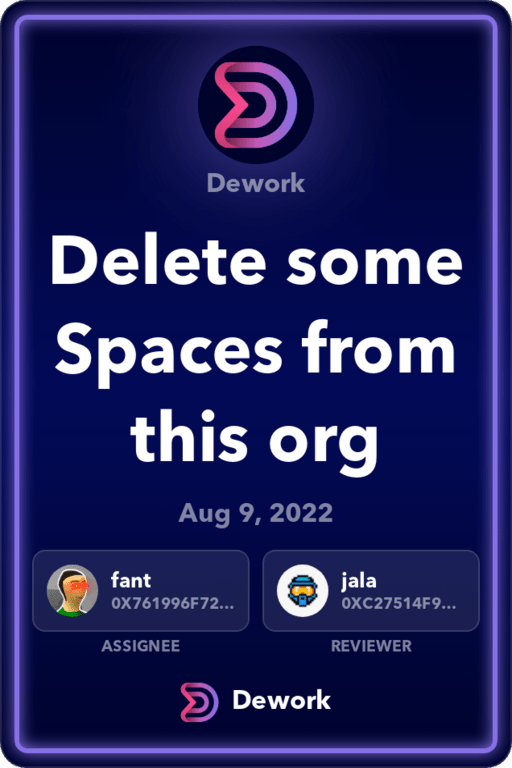 Dework
Delete some
Spaces from
this org
Aug 9, 2022
fant
0X761996F72...
ASSIGNEE
jala
0XC27514F9...
REVIEWER
Dework